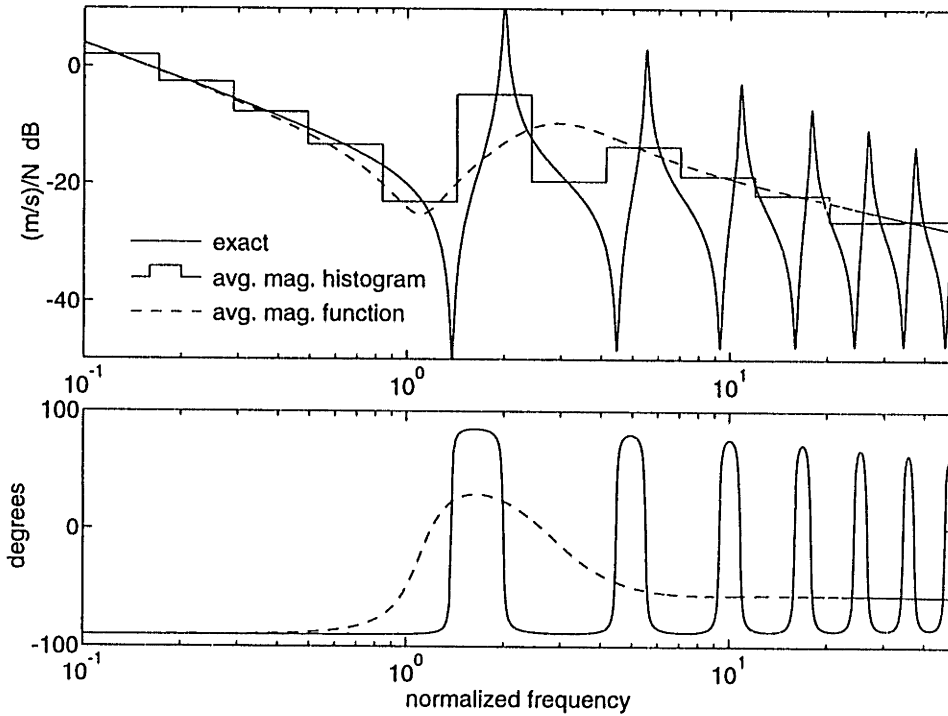 0
-20
-40
(m/s)/N dB
exact
avg. mag. histogram
avg. mag. function
10^-1
10^0
10^1
100
0
-100
degrees
10^-1
10^0
10^1
normalized frequency